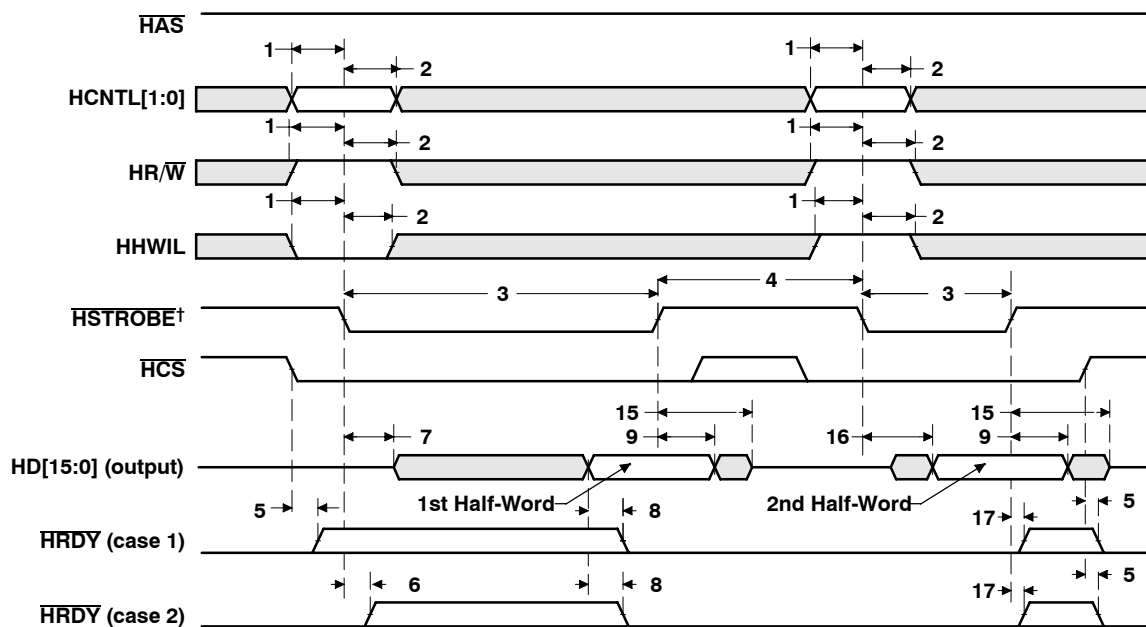 HAS
1 1
2 2
HCNTL[1:0]
1 1
2 2
HR/W
1 1
2 2
HHWIL
3 4 3
HSTROBE†
HCS
15 15
7 9 16 9
HD[15:0] (output)
1st Half-Word 2nd Half-Word
5 8 17 5
HRDY (case 1)
6 8 17 5
HRDY (case 2)